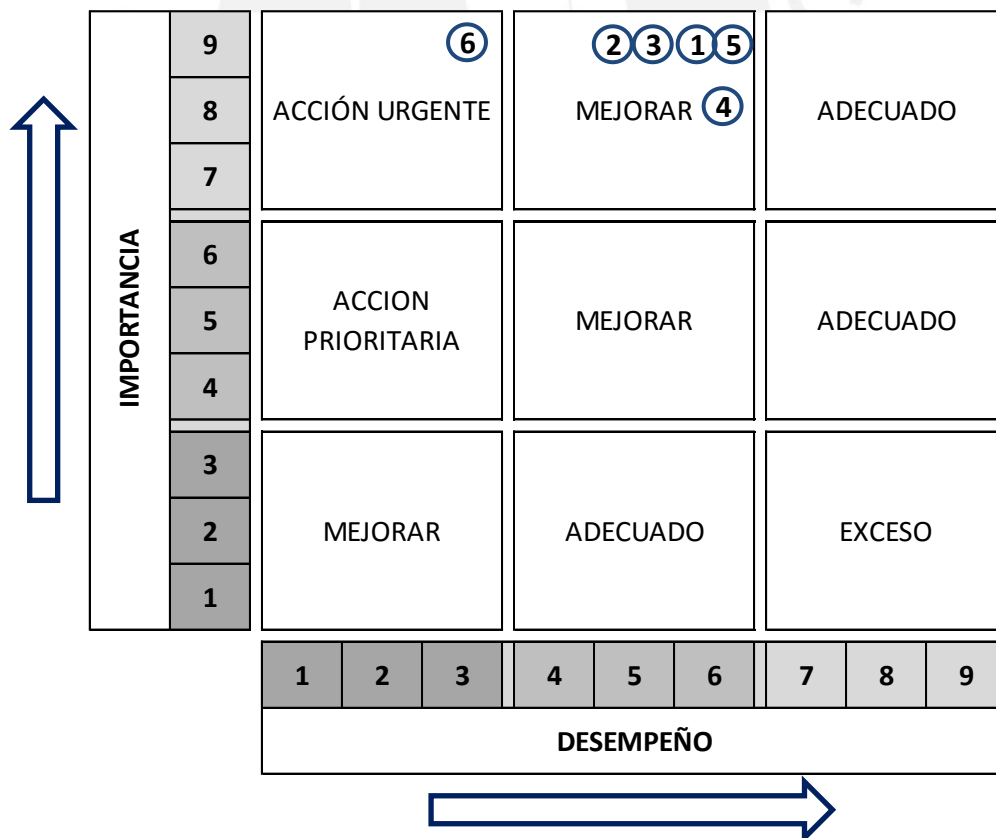 9
6
2 3 1 5
8
ACCIÓN URGENTE
MEJORAR
4
ADECUADO
7
IMPORTANCIA
6
5
ACCION
PRIORITARIA
MEJORAR
ADECUADO
4
3
2
MEJORAR
ADECUADO
EXCESO
1
1 2 3 4 5 6 7 8 9
DESEMPEÑO